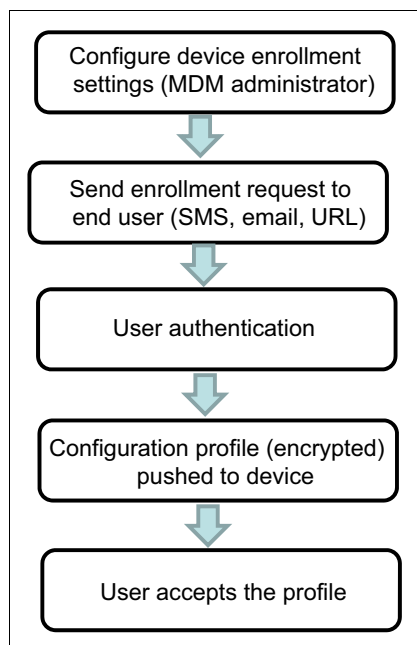 Configure device enrollment
settings (MDM administrator)
Send enrollment request to
end user (SMS, email, URL)
User authentication
Configuration profile (encrypted)
pushed to device
User accepts the profile